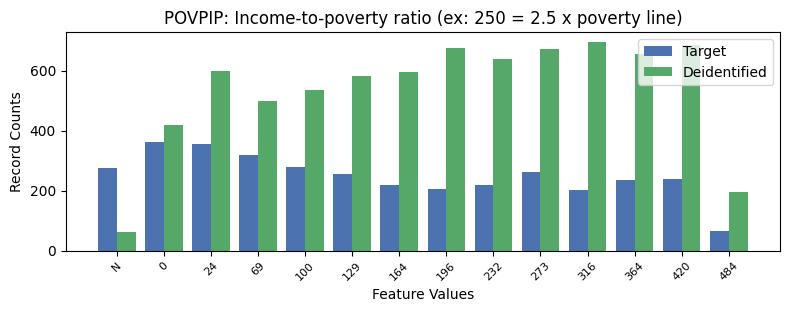 POVPIP: Income-to-poverty ratio (ex: 250 = 2.5 x poverty line)
Target
Deidentified
Record Counts
600
400
200
0
N 0 24 69 100 129 164 196 232 273 316 364 420 484
Feature Values